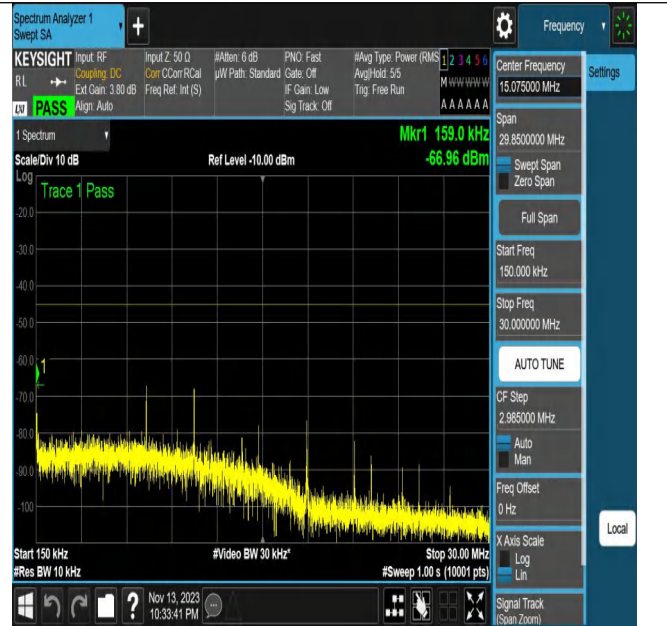 Spectrum Analyzer 1
Swept SA
+
Frequency
KEYSIGHT
RL
LXI PASS
Input: RF
Coupling: DC
Ext Gain: 3.80 dB
Align: Auto
Input Z: 50 Ω
Corr CCorr RCal
Freq Ref: Int (S)
#Atten: 6 dB
µW Path: Standard
PNO: Fast
Gate: Off
IF Gain: Low
Sig Track: Off
#Avg Type: Power (RMS
Avg|Hold: 5/5
Trig: Free Run
1 2 3 4 5 6
M W W W W W
A A A A A A
Center Frequency
15.075000 MHz
Settings
1 Spectrum
Mkr1 159.0 kHz
Scale/Div 10 dB
Ref Level -10.00 dBm
-66.96 dBm
Log
Trace 1 Pass
-20.0
-30.0
-40.0
-50.0
-60.0
1
-70.0
-80.0
-90.0
-100
Start 150 kHz
#Video BW 30 kHz*
Stop 30.00 MHz
#Res BW 10 kHz
#Sweep 1.00 s (10001 pts)
Span
29.8500000 MHz
Swept Span
Zero Span
Full Span
Start Freq
150.000 kHz
Stop Freq
30.000000 MHz
AUTO TUNE
CF Step
2.985000 MHz
Auto
Man
Freq Offset
0 Hz
X Axis Scale
Log
Lin
Local
Signal Track
(Span Zoom)
?
Nov 13, 2023
10:33:41 PM